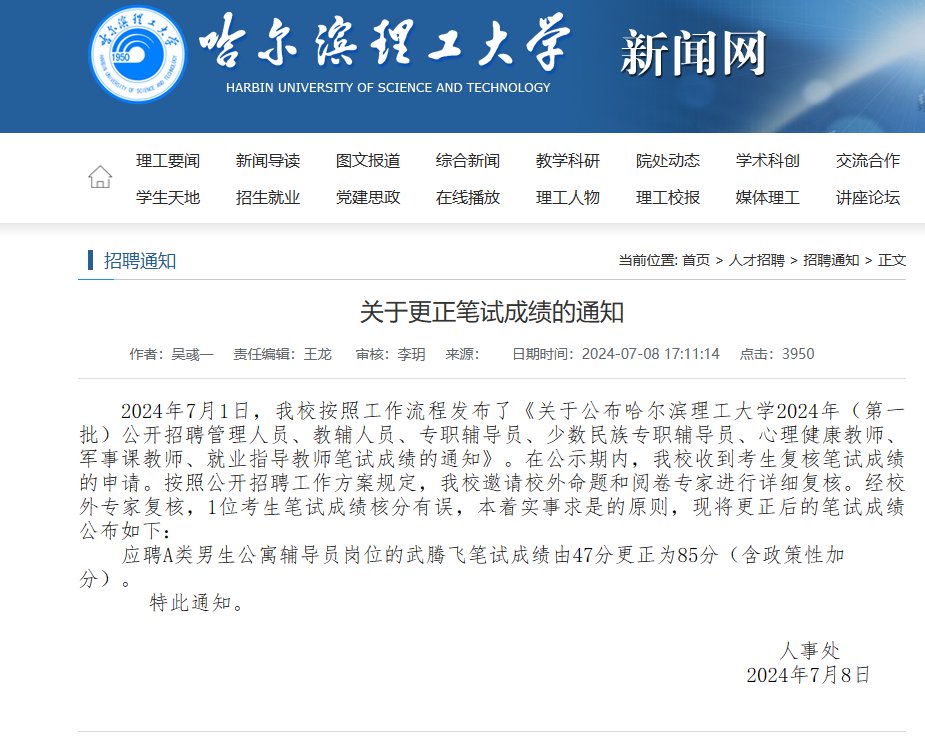 哈尔滨理工大学
1950
HARBIN UNIVERSITY OF SCIENCE AND TECHNOLOGY
哈尔滨理工大学
HARBIN UNIVERSITY OF SCIENCE AND TECHNOLOGY
新闻网
理工要闻 新闻导读 图文报道 综合新闻 教学科研 院处动态 学术科创 交流合作
学生天地 招生就业 党建思政 在线播放 理工人物 理工校报 媒体理工 讲座论坛
招聘通知
当前位置: 首页 > 人才招聘 > 招聘通知 > 正文
关于更正笔试成绩的通知
作者：吴彧一 责任编辑：王龙 审核：李玥 来源： 日期时间：2024-07-08 17:11:14 点击：3950
2024年7月1日，我校按照工作流程发布了《关于公布哈尔滨理工大学2024年（第一
批）公开招聘管理人员、教辅人员、专职辅导员、少数民族专职辅导员、心理健康教师、
军事课教师、就业指导教师笔试成绩的通知》。在公示期内，我校收到考生复核笔试成绩
的申请。按照公开招聘工作方案规定，我校邀请校外命题和阅卷专家进行详细复核。经校
外专家复核，1位考生笔试成绩核分有误，本着实事求是的原则，现将更正后的笔试成绩
公布如下：
应聘A类男生公寓辅导员岗位的武腾飞笔试成绩由47分更正为85分（含政策性加
分）。
特此通知。
人事处
2024年7月8日